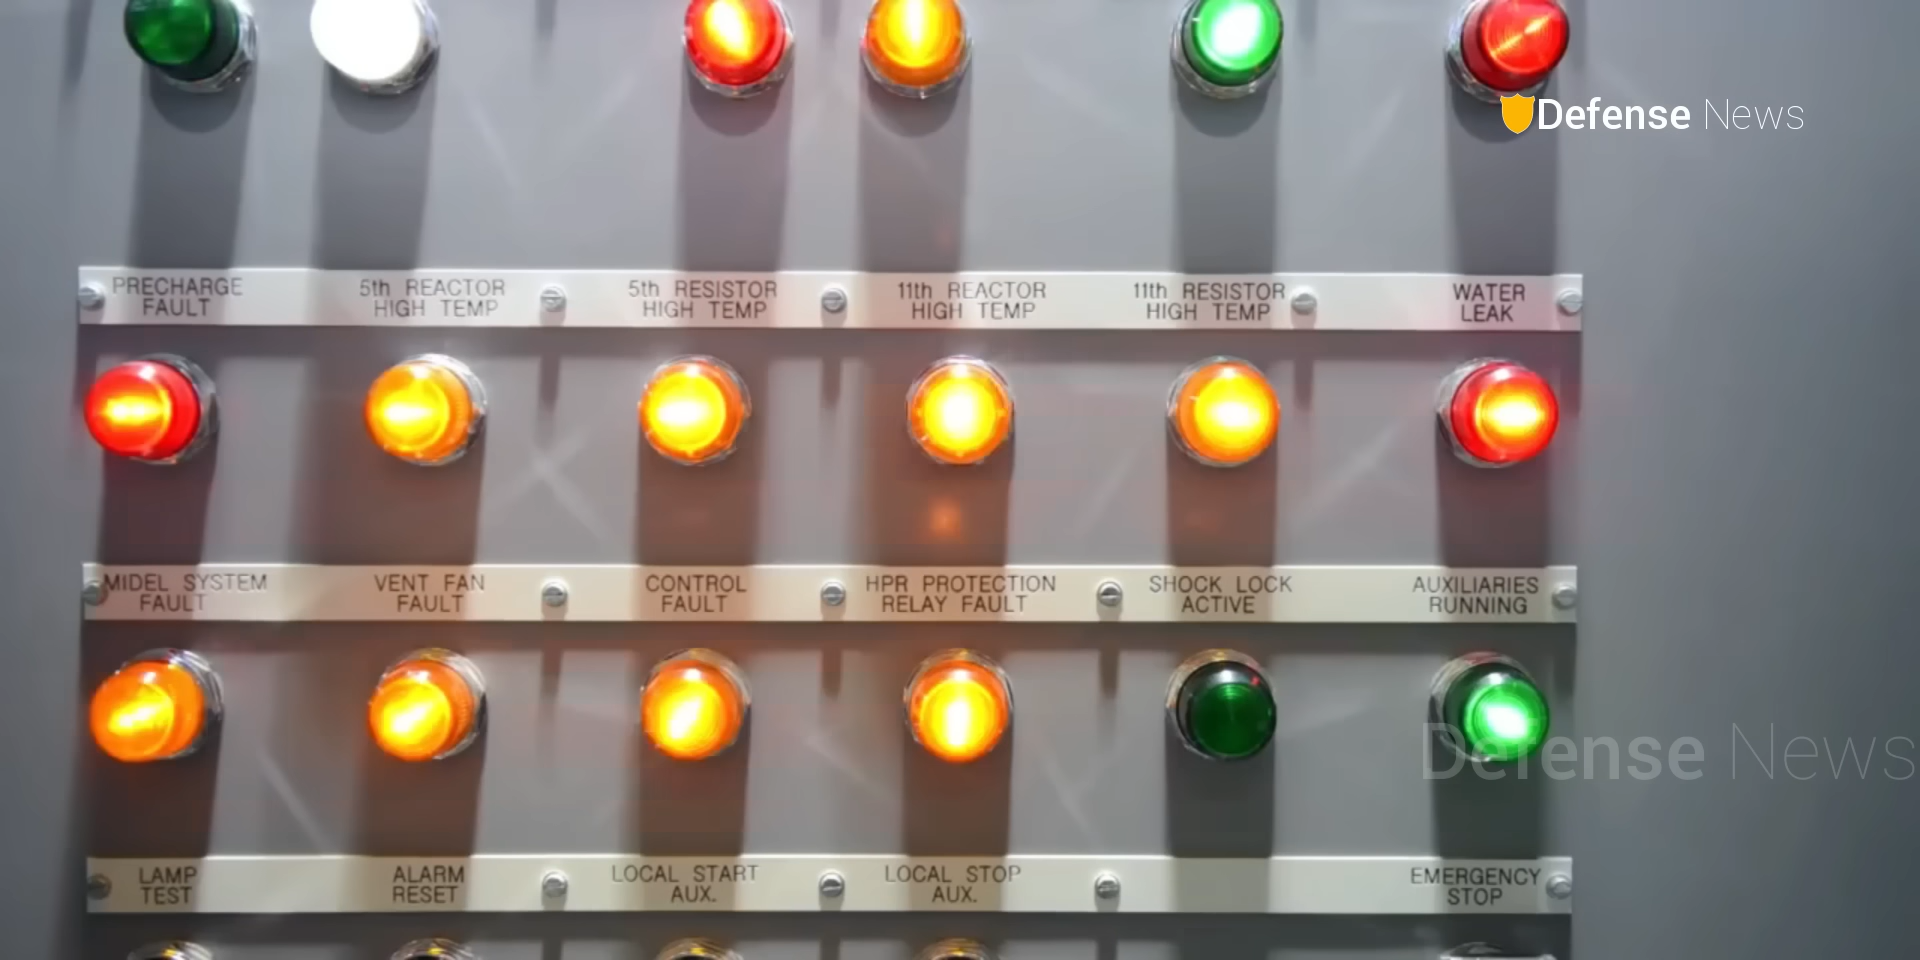 Defense News
PRECHARGE FAULT
5th REACTOR HIGH TEMP
5th RESISTOR HIGH TEMP
11th REACTOR HIGH TEMP
11th RESISTOR HIGH TEMP
WATER LEAK
MIDEL SYSTEM FAULT
VENT FAN FAULT
CONTROL FAULT
HPR PROTECTION RELAY FAULT
SHOCK LOCK ACTIVE
AUXILIARIES RUNNING
Defense News
LAMP TEST
ALARM RESET
LOCAL START AUX.
LOCAL STOP AUX.
EMERGENCY STOP